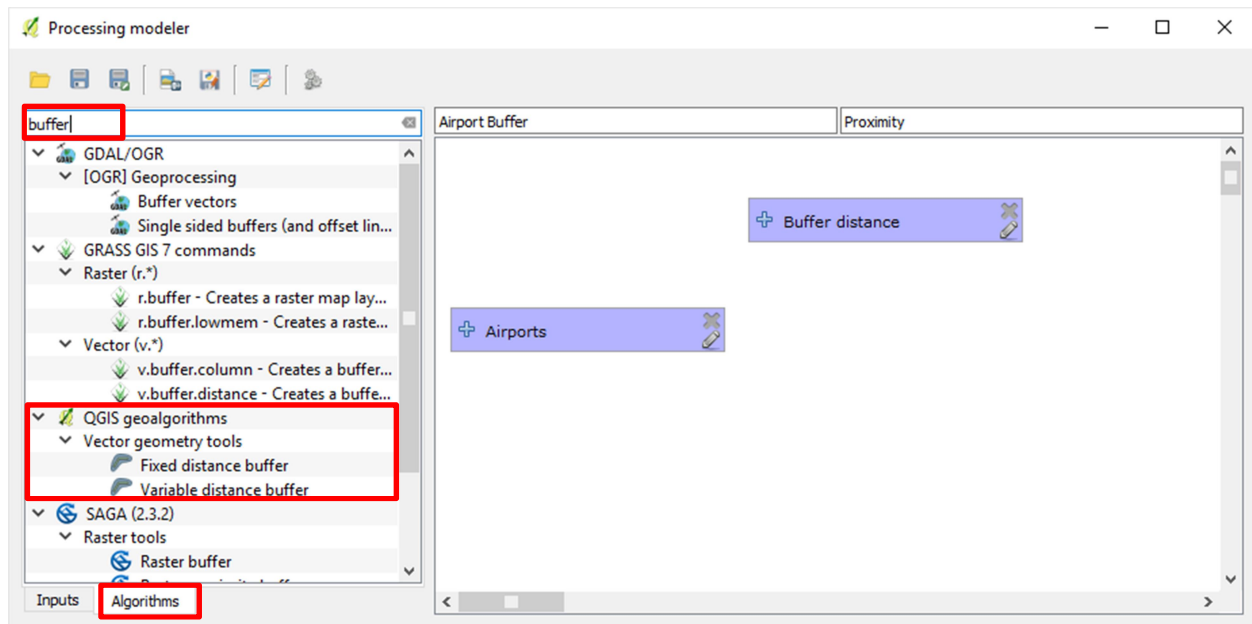 Processing modeler
buffer
Airport Buffer
Proximity
GDAL/OGR
[OGR] Geoprocessing
Buffer vectors
Single sided buffers (and offset lin...
GRASS GIS 7 commands
Raster (r.*)
r.buffer - Creates a raster map lay...
r.buffer.lowmem - Creates a raste...
Vector (v.*)
v.buffer.column - Creates a buffer...
v.buffer.distance - Creates a buffe...
QGIS geoalgorithms
Vector geometry tools
Fixed distance buffer
Variable distance buffer
SAGA (2.3.2)
Raster tools
Raster buffer
Inputs
Algorithms
Buffer distance
Airports